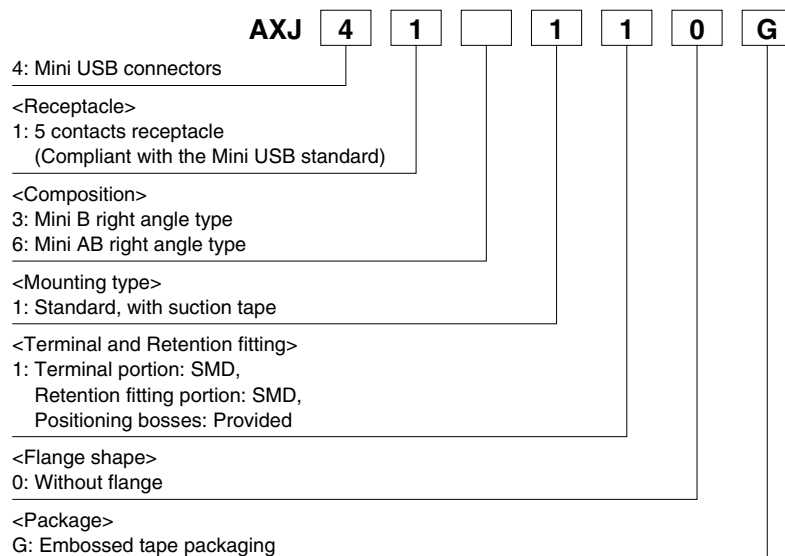 AXJ 4 1 1 1 0 G
4: Mini USB connectors
<Receptacle>
1: 5 contacts receptacle
(Compliant with the Mini USB standard)
<Composition>
3: Mini B right angle type
6: Mini AB right angle type
<Mounting type>
1: Standard, with suction tape
<Terminal and Retention fitting>
1: Terminal portion: SMD,
Retention fitting portion: SMD,
Positioning bosses: Provided
<Flange shape>
0: Without flange
<Package>
G: Embossed tape packaging